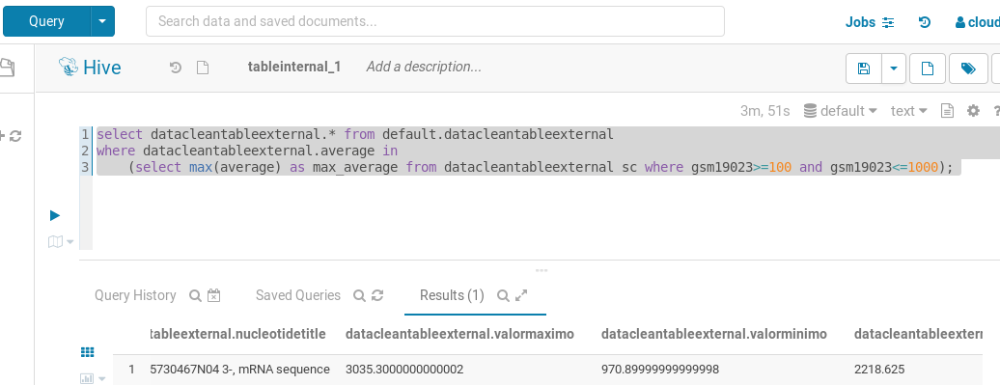 Query
Search data and saved documents...
Jobs
cloud
Hive
tableinternal_1
Add a description...
3m, 51s
default
text
?
1 select datacleantableexternal.* from default.datacleantableexternal
2 where datacleantableexternal.average in
3 (select max(average) as max_average from datacleantableexternal sc where gsm19023>=100 and gsm19023<=1000);
Query History
Saved Queries
Results (1)
tableexternal.nucleotidetitle datacleantableexternal.valormaximo datacleantableexternal.valorminimo datacleantableexterr
1 5730467N04 3-, mRNA sequence 3035.3000000000002 970.89999999999998 2218.625